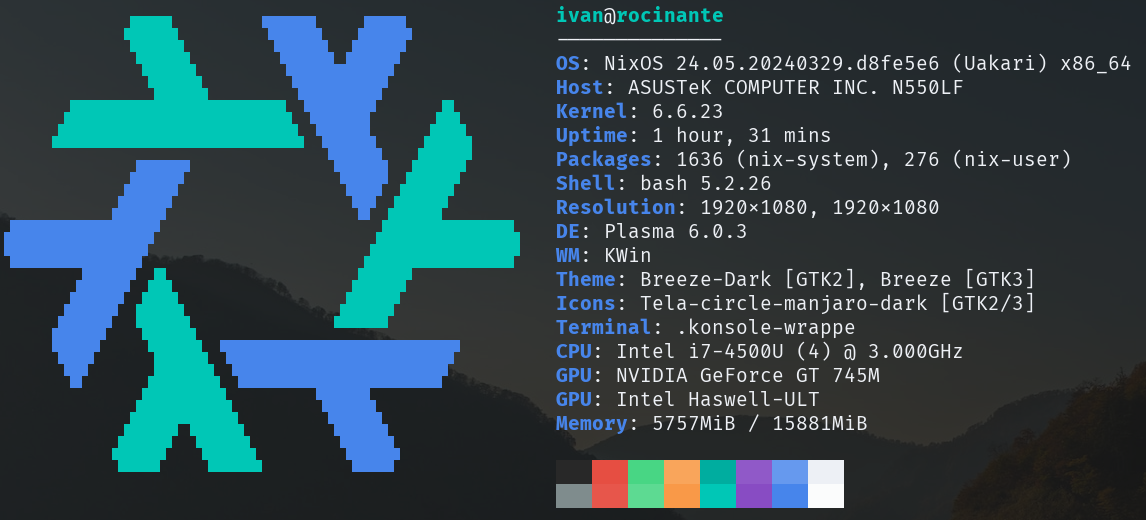 ivan@rocinante
---------------
OS: NixOS 24.05.20240329.d8fe5e6 (Uakari) x86_64
Host: ASUSTeK COMPUTER INC. N550LF
Kernel: 6.6.23
Uptime: 1 hour, 31 mins
Packages: 1636 (nix-system), 276 (nix-user)
Shell: bash 5.2.26
Resolution: 1920x1080, 1920x1080
DE: Plasma 6.0.3
WM: KWin
Theme: Breeze-Dark [GTK2], Breeze [GTK3]
Icons: Tela-circle-manjaro-dark [GTK2/3]
Terminal: .konsole-wrappe
CPU: Intel i7-4500U (4) @ 3.000GHz
GPU: NVIDIA GeForce GT 745M
GPU: Intel Haswell-ULT
Memory: 5757MiB / 15881MiB